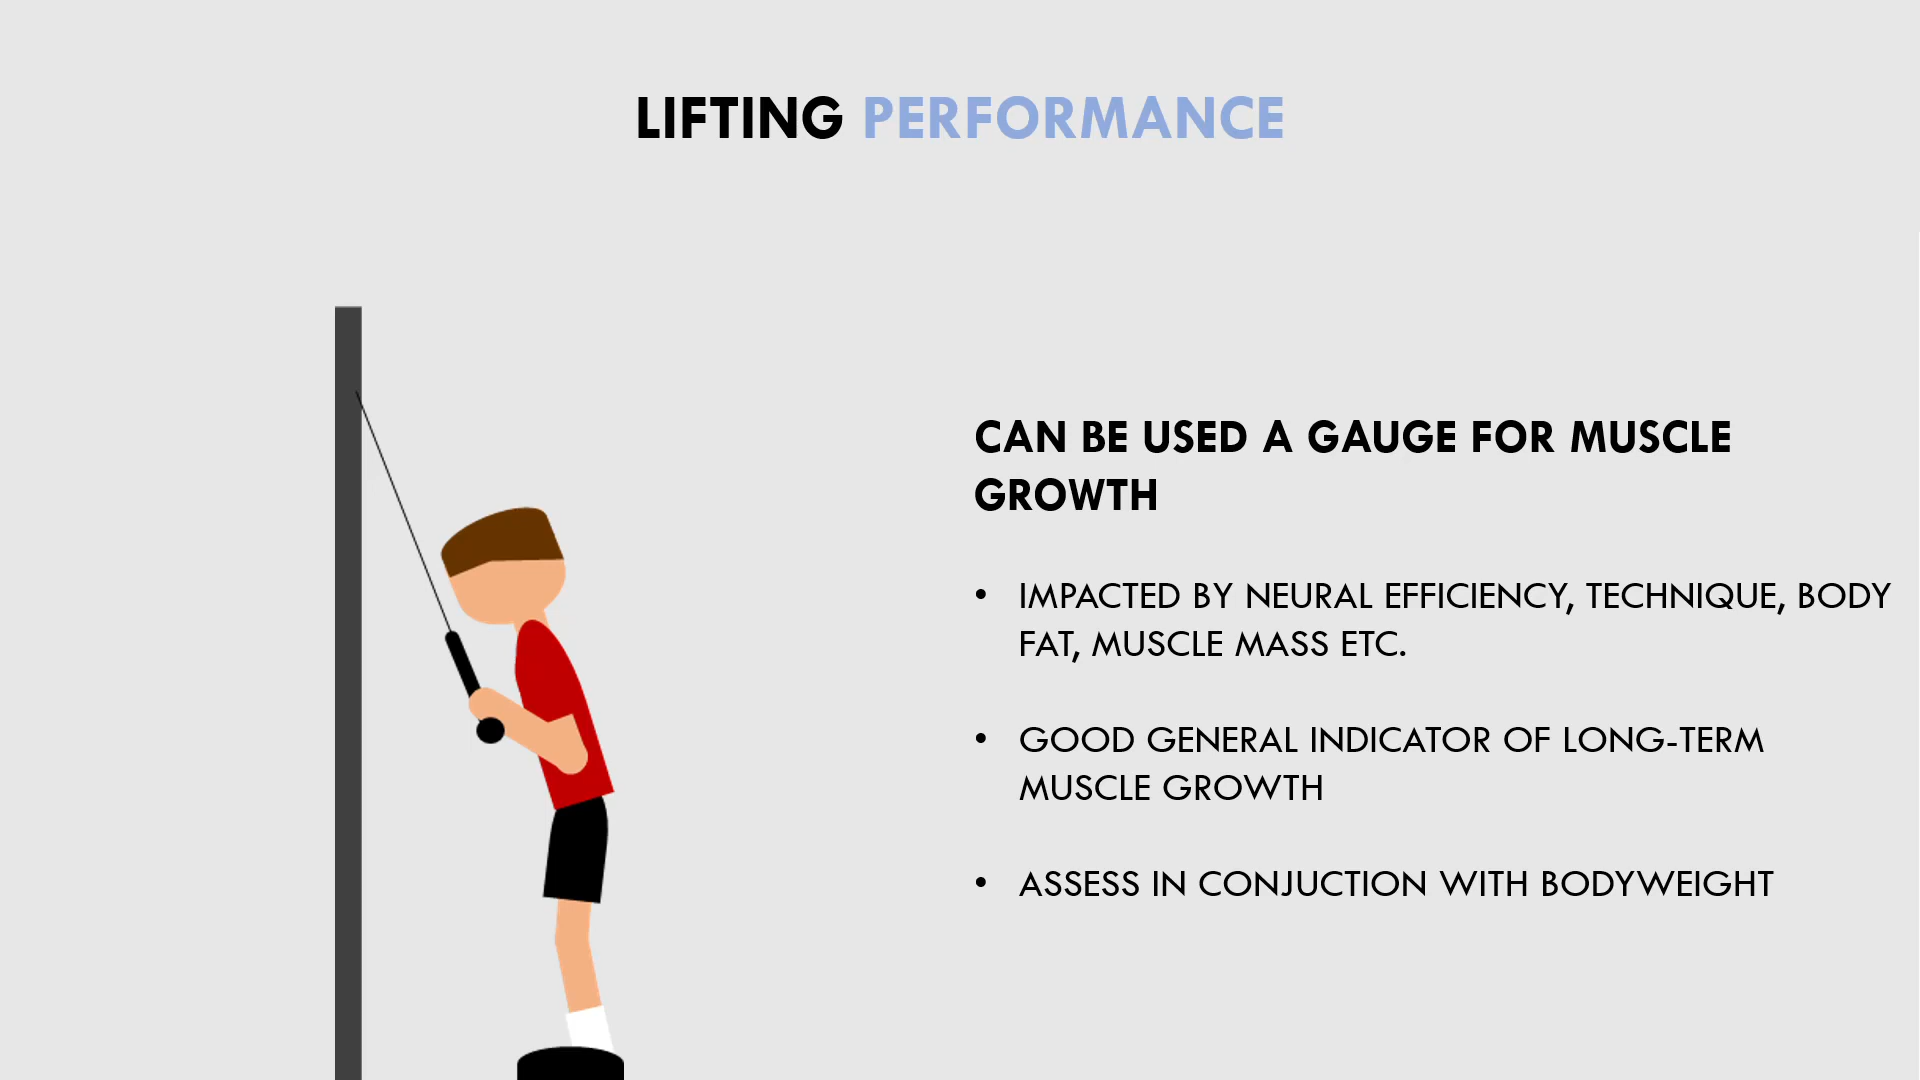 LIFTING PERFORMANCE
CAN BE USED A GAUGE FOR MUSCLE
GROWTH
• IMPACTED BY NEURAL EFFICIENCY, TECHNIQUE, BODY
FAT, MUSCLE MASS ETC.
• GOOD GENERAL INDICATOR OF LONG-TERM
MUSCLE GROWTH
• ASSESS IN CONJUCTION WITH BODYWEIGHT